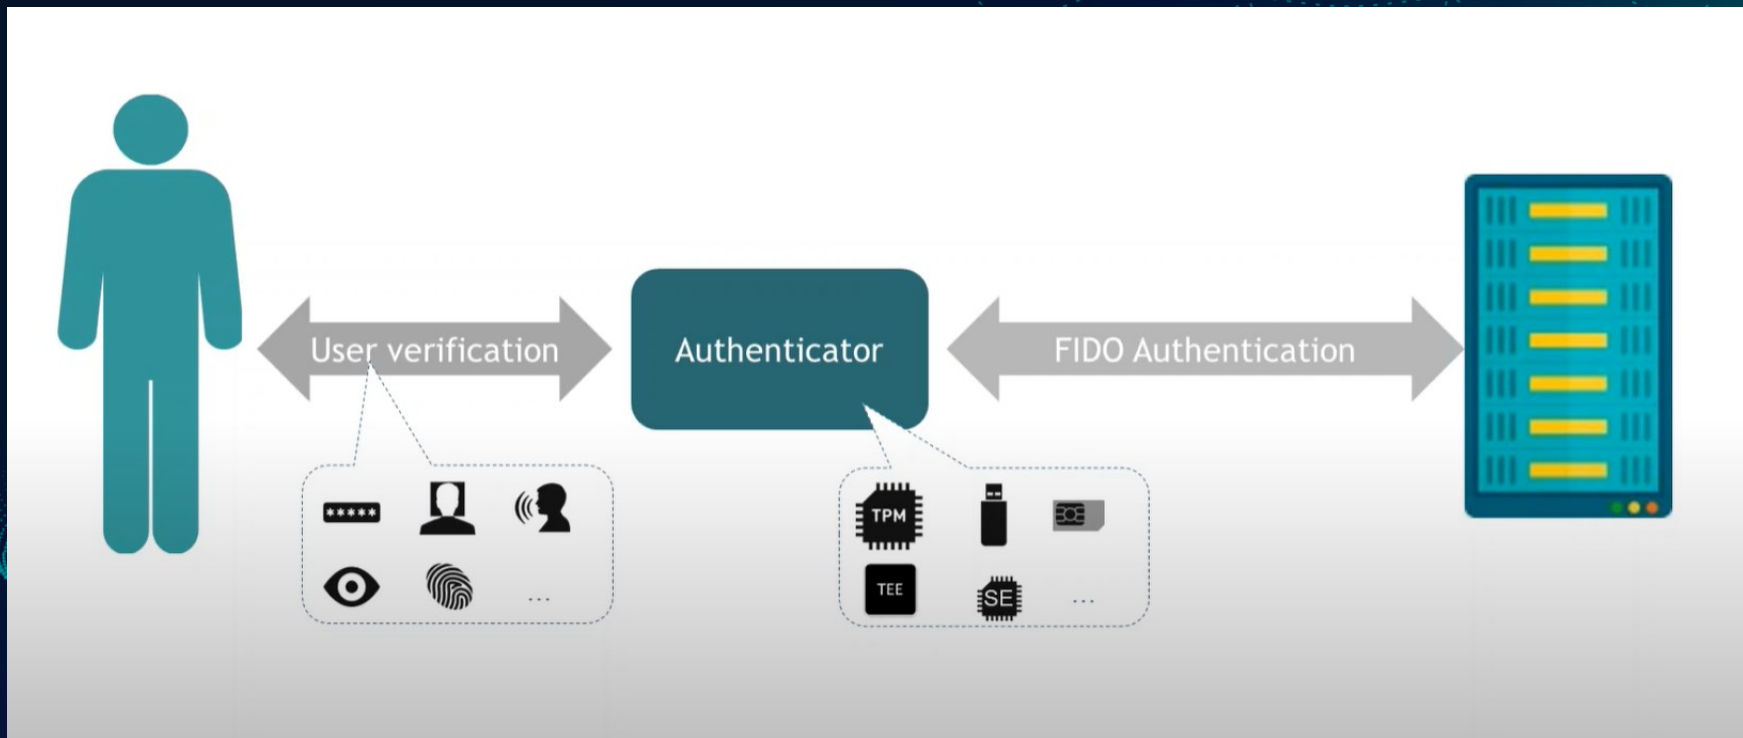 User verification
Authenticator
FIDO Authentication
*****
TPM
...
TEE
SE
...